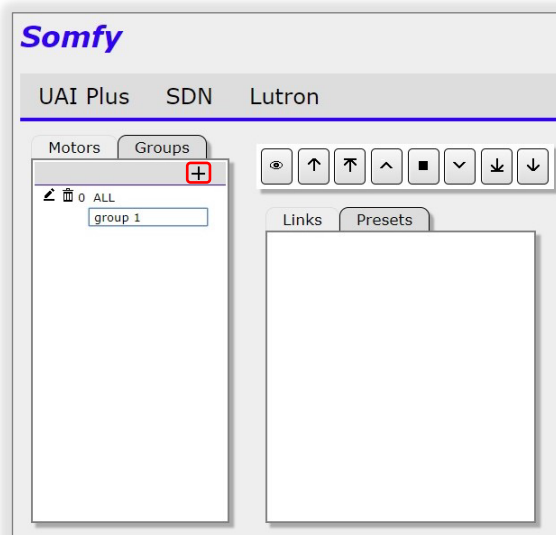 Somfy
UAI Plus SDN Lutron
Motors Groups
0 ALL
group 1
Links Presets